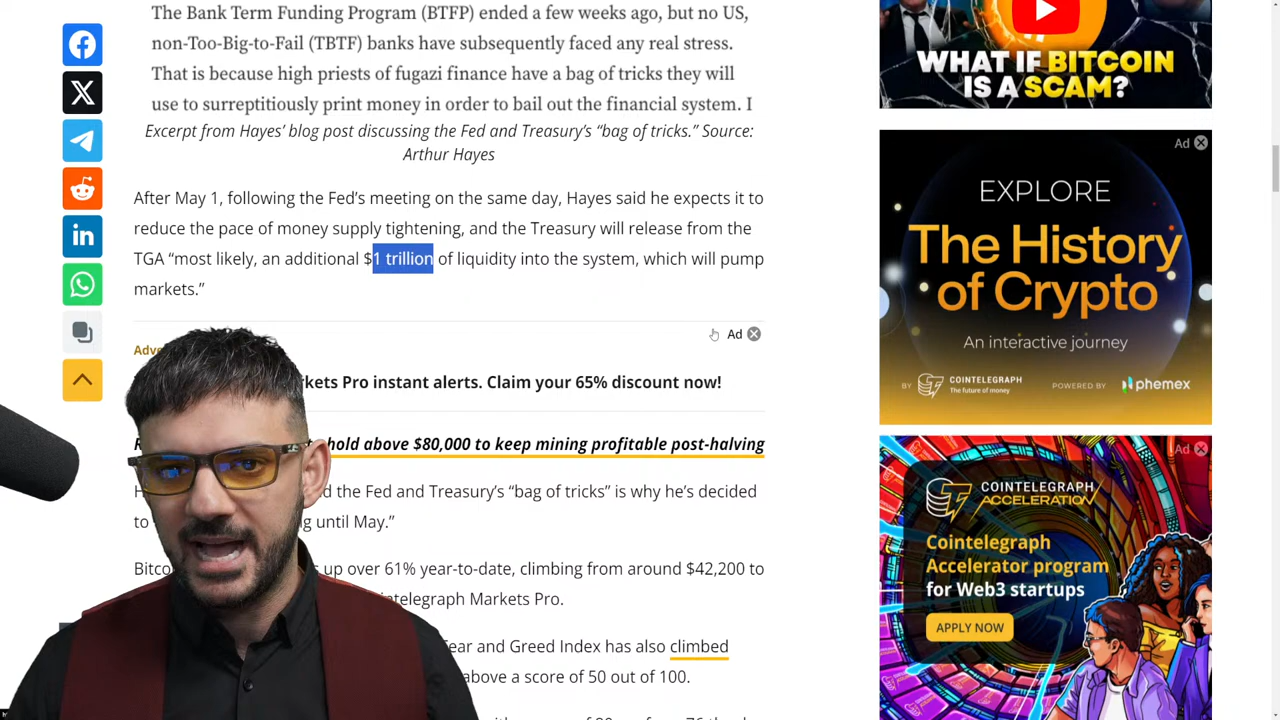 The Bank Term Funding Program (BTFP) ended a few weeks ago, but no US,
non-Too-Big-to-Fail (TBTF) banks have subsequently faced any real stress.
That is because high priests of fugazi finance have a bag of tricks they will
use to surreptitiously print money in order to bail out the financial system. I
Excerpt from Hayes’ blog post discussing the Fed and Treasury’s “bag of tricks.” Source:
Arthur Hayes
After May 1, following the Fed’s meeting on the same day, Hayes said he expects it to
reduce the pace of money supply tightening, and the Treasury will release from the
TGA “most likely, an additional $1 trillion of liquidity into the system, which will pump
markets.”
Ad
Markets Pro instant alerts. Claim your 65% discount now!
hold above $80,000 to keep mining profitable post-halving
the Fed and Treasury’s “bag of tricks” is why he’s decided
to
until May.”
up over 61% year-to-date, climbing from around $42,200 to
Cointelegraph Markets Pro.
Fear and Greed Index has also climbed
above a score of 50 out of 100.
WHAT IF BITCOIN
IS A SCAM?
Ad
EXPLORE
The History
of Crypto
An interactive journey
BY COINTELEGRAPH
The future of money
POWERED BY phemex
Ad
COINTELEGRAPH
ACCELERATION
Cointelegraph
Accelerator program
for Web3 startups
APPLY NOW